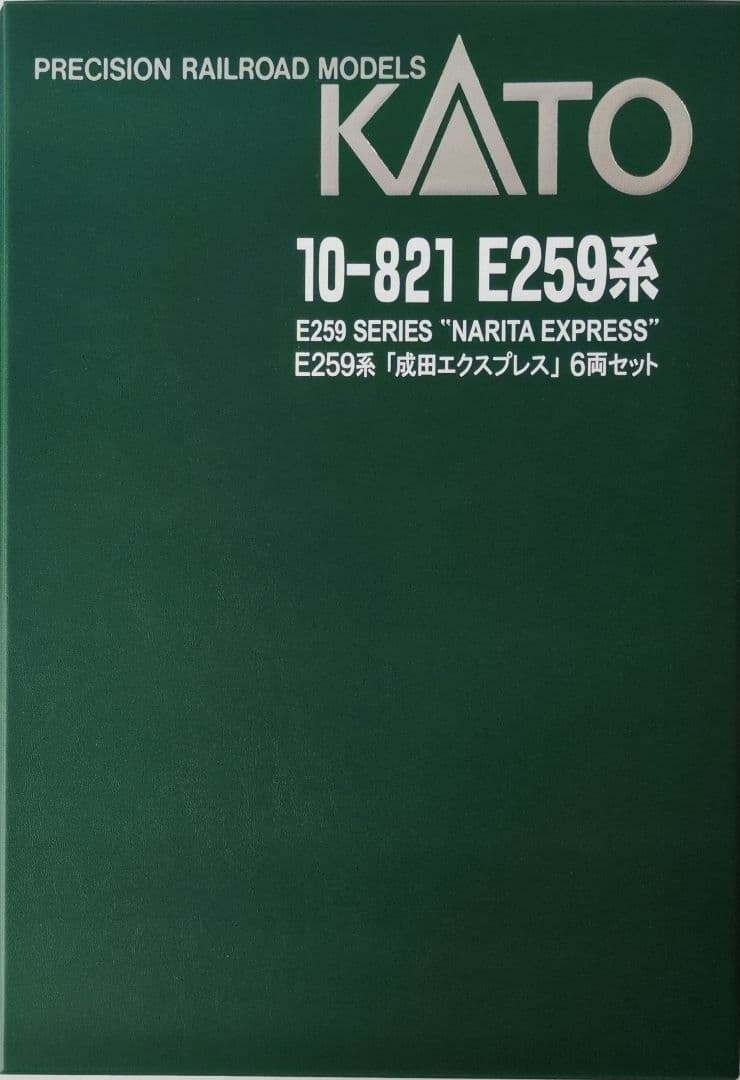 PRECISION RAILROAD MODELS
KATO
10-821 E259系
E259 SERIES “NARITA EXPRESS”
E259系「成田エクスプレス」6両セット